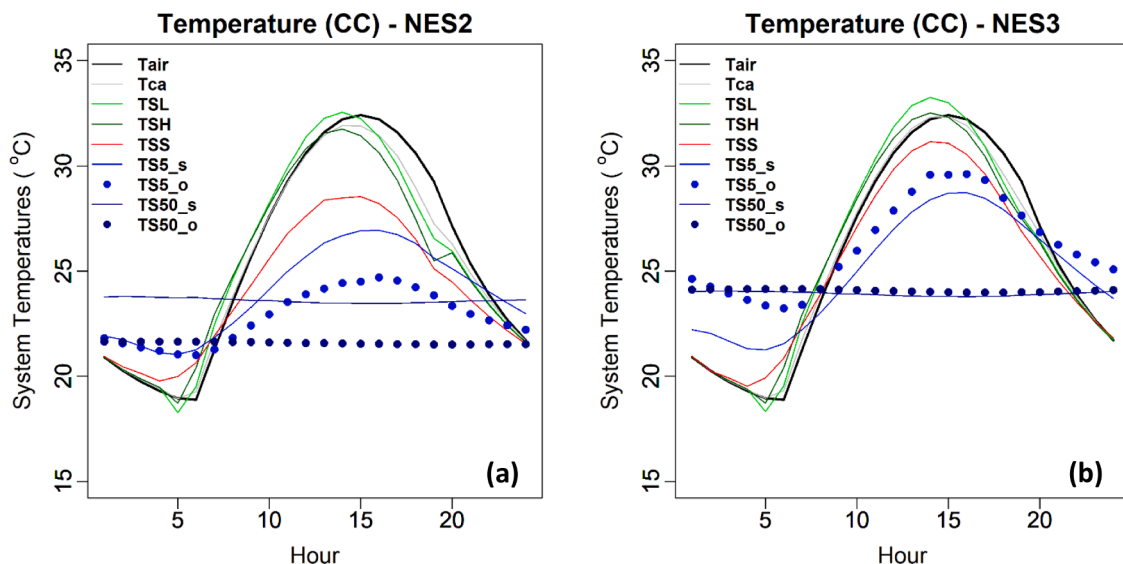 Temperature (CC) - NES2
System Temperatures ( °C)
35
30
25
20
15
Tair
Tca
TSL
TSH
TSS
TS5_s
TS5_o
TS50_s
TS50_o
(a)
5 10 15 20
Hour
Temperature (CC) - NES3
System Temperatures ( °C)
35
30
25
20
15
Tair
Tca
TSL
TSH
TSS
TS5_s
TS5_o
TS50_s
TS50_o
(b)
5 10 15 20
Hour